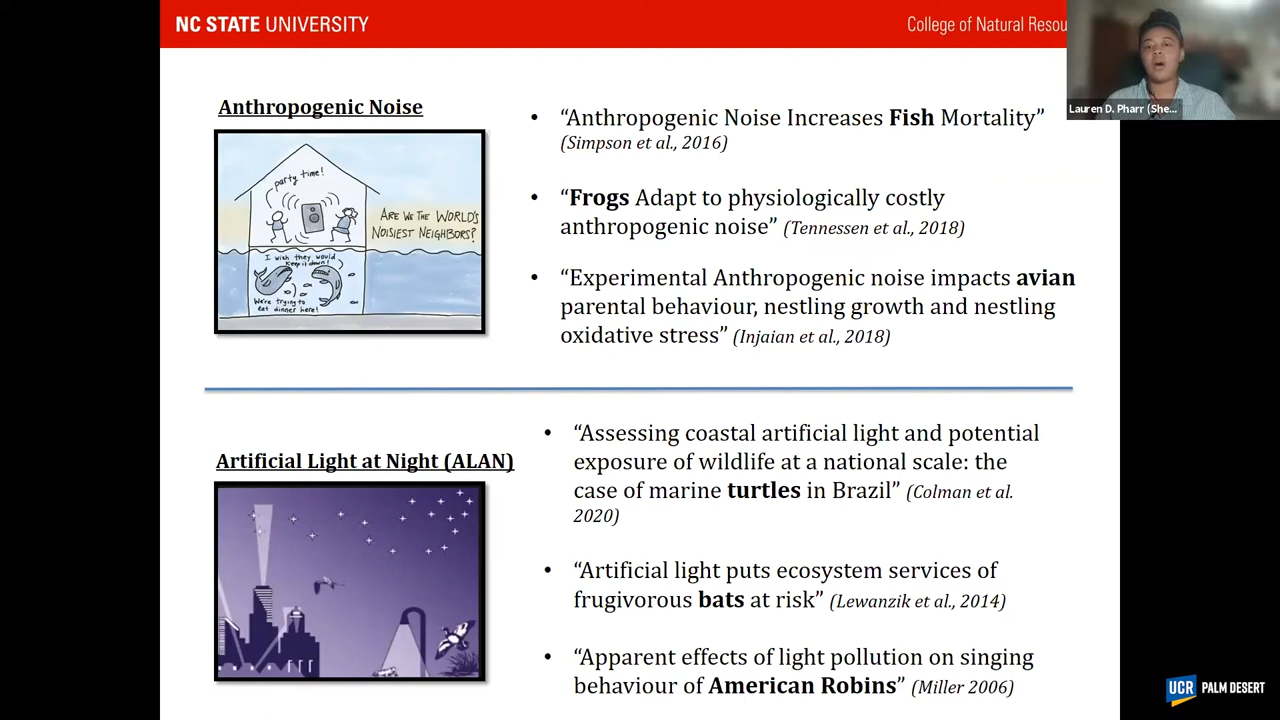 NC STATE UNIVERSITY
College of Natural Resou
Lauren D. Pharr (She...
Anthropogenic Noise
party time!
ARE WE THE WORLD'S
NOISIEST NEIGHBORS?
I wish they would
keep it down!
We're trying to
eat dinner here!
• “Anthropogenic Noise Increases Fish Mortality”
(Simpson et al., 2016)
• “Frogs Adapt to physiologically costly
anthropogenic noise” (Tennessen et al., 2018)
• “Experimental Anthropogenic noise impacts avian
parental behaviour, nestling growth and nestling
oxidative stress” (Injaian et al., 2018)
Artificial Light at Night (ALAN)
• “Assessing coastal artificial light and potential
exposure of wildlife at a national scale: the
case of marine turtles in Brazil” (Colman et al.
2020)
• “Artificial light puts ecosystem services of
frugivorous bats at risk” (Lewanzik et al., 2014)
• “Apparent effects of light pollution on singing
behaviour of American Robins” (Miller 2006)
UCR PALM DESERT